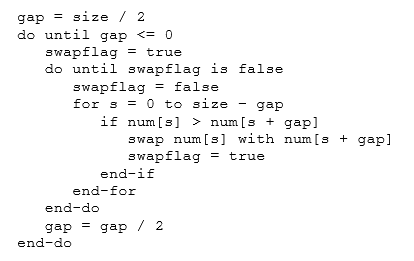 gap = size / 2
do until gap <= 0
   swapflag = true
   do until swapflag is false
      swapflag = false
      for s = 0 to size - gap
         if num[s] > num[s + gap]
            swap num[s] with num[s + gap]
            swapflag = true
         end-if
      end-for
   end-do
   gap = gap / 2
end-do